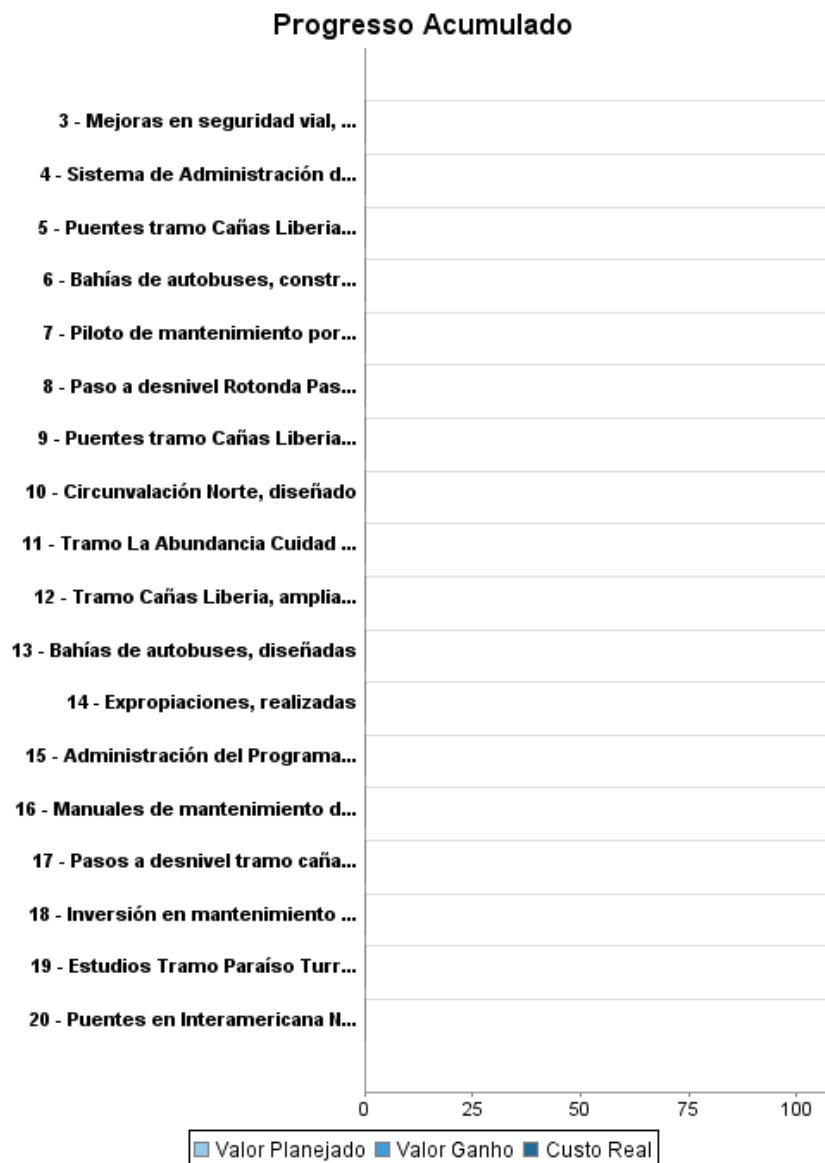 Progresso Acumulado
3 - Mejoras en seguridad vial, ...
4 - Sistema de Administración d...
5 - Puentes tramo Cañas Liberia...
6 - Bahías de autobuses, constr...
7 - Piloto de mantenimiento por...
8 - Paso a desnivel Rotonda Pas...
9 - Puentes tramo Cañas Liberia...
10 - Circunvalación Norte, diseñado
11 - Tramo La Abundancia Cuidad ...
12 - Tramo Cañas Liberia, amplia...
13 - Bahías de autobuses, diseñadas
14 - Expropiaciones, realizadas
15 - Administración del Programa...
16 - Manuales de mantenimiento d...
17 - Pasos a desnivel tramo caña...
18 - Inversión en mantenimiento ...
19 - Estudios Tramo Paraíso Turr...
20 - Puentes en Interamericana N...
0 25 50 75 100
Valor Planejado Valor Ganho Custo Real